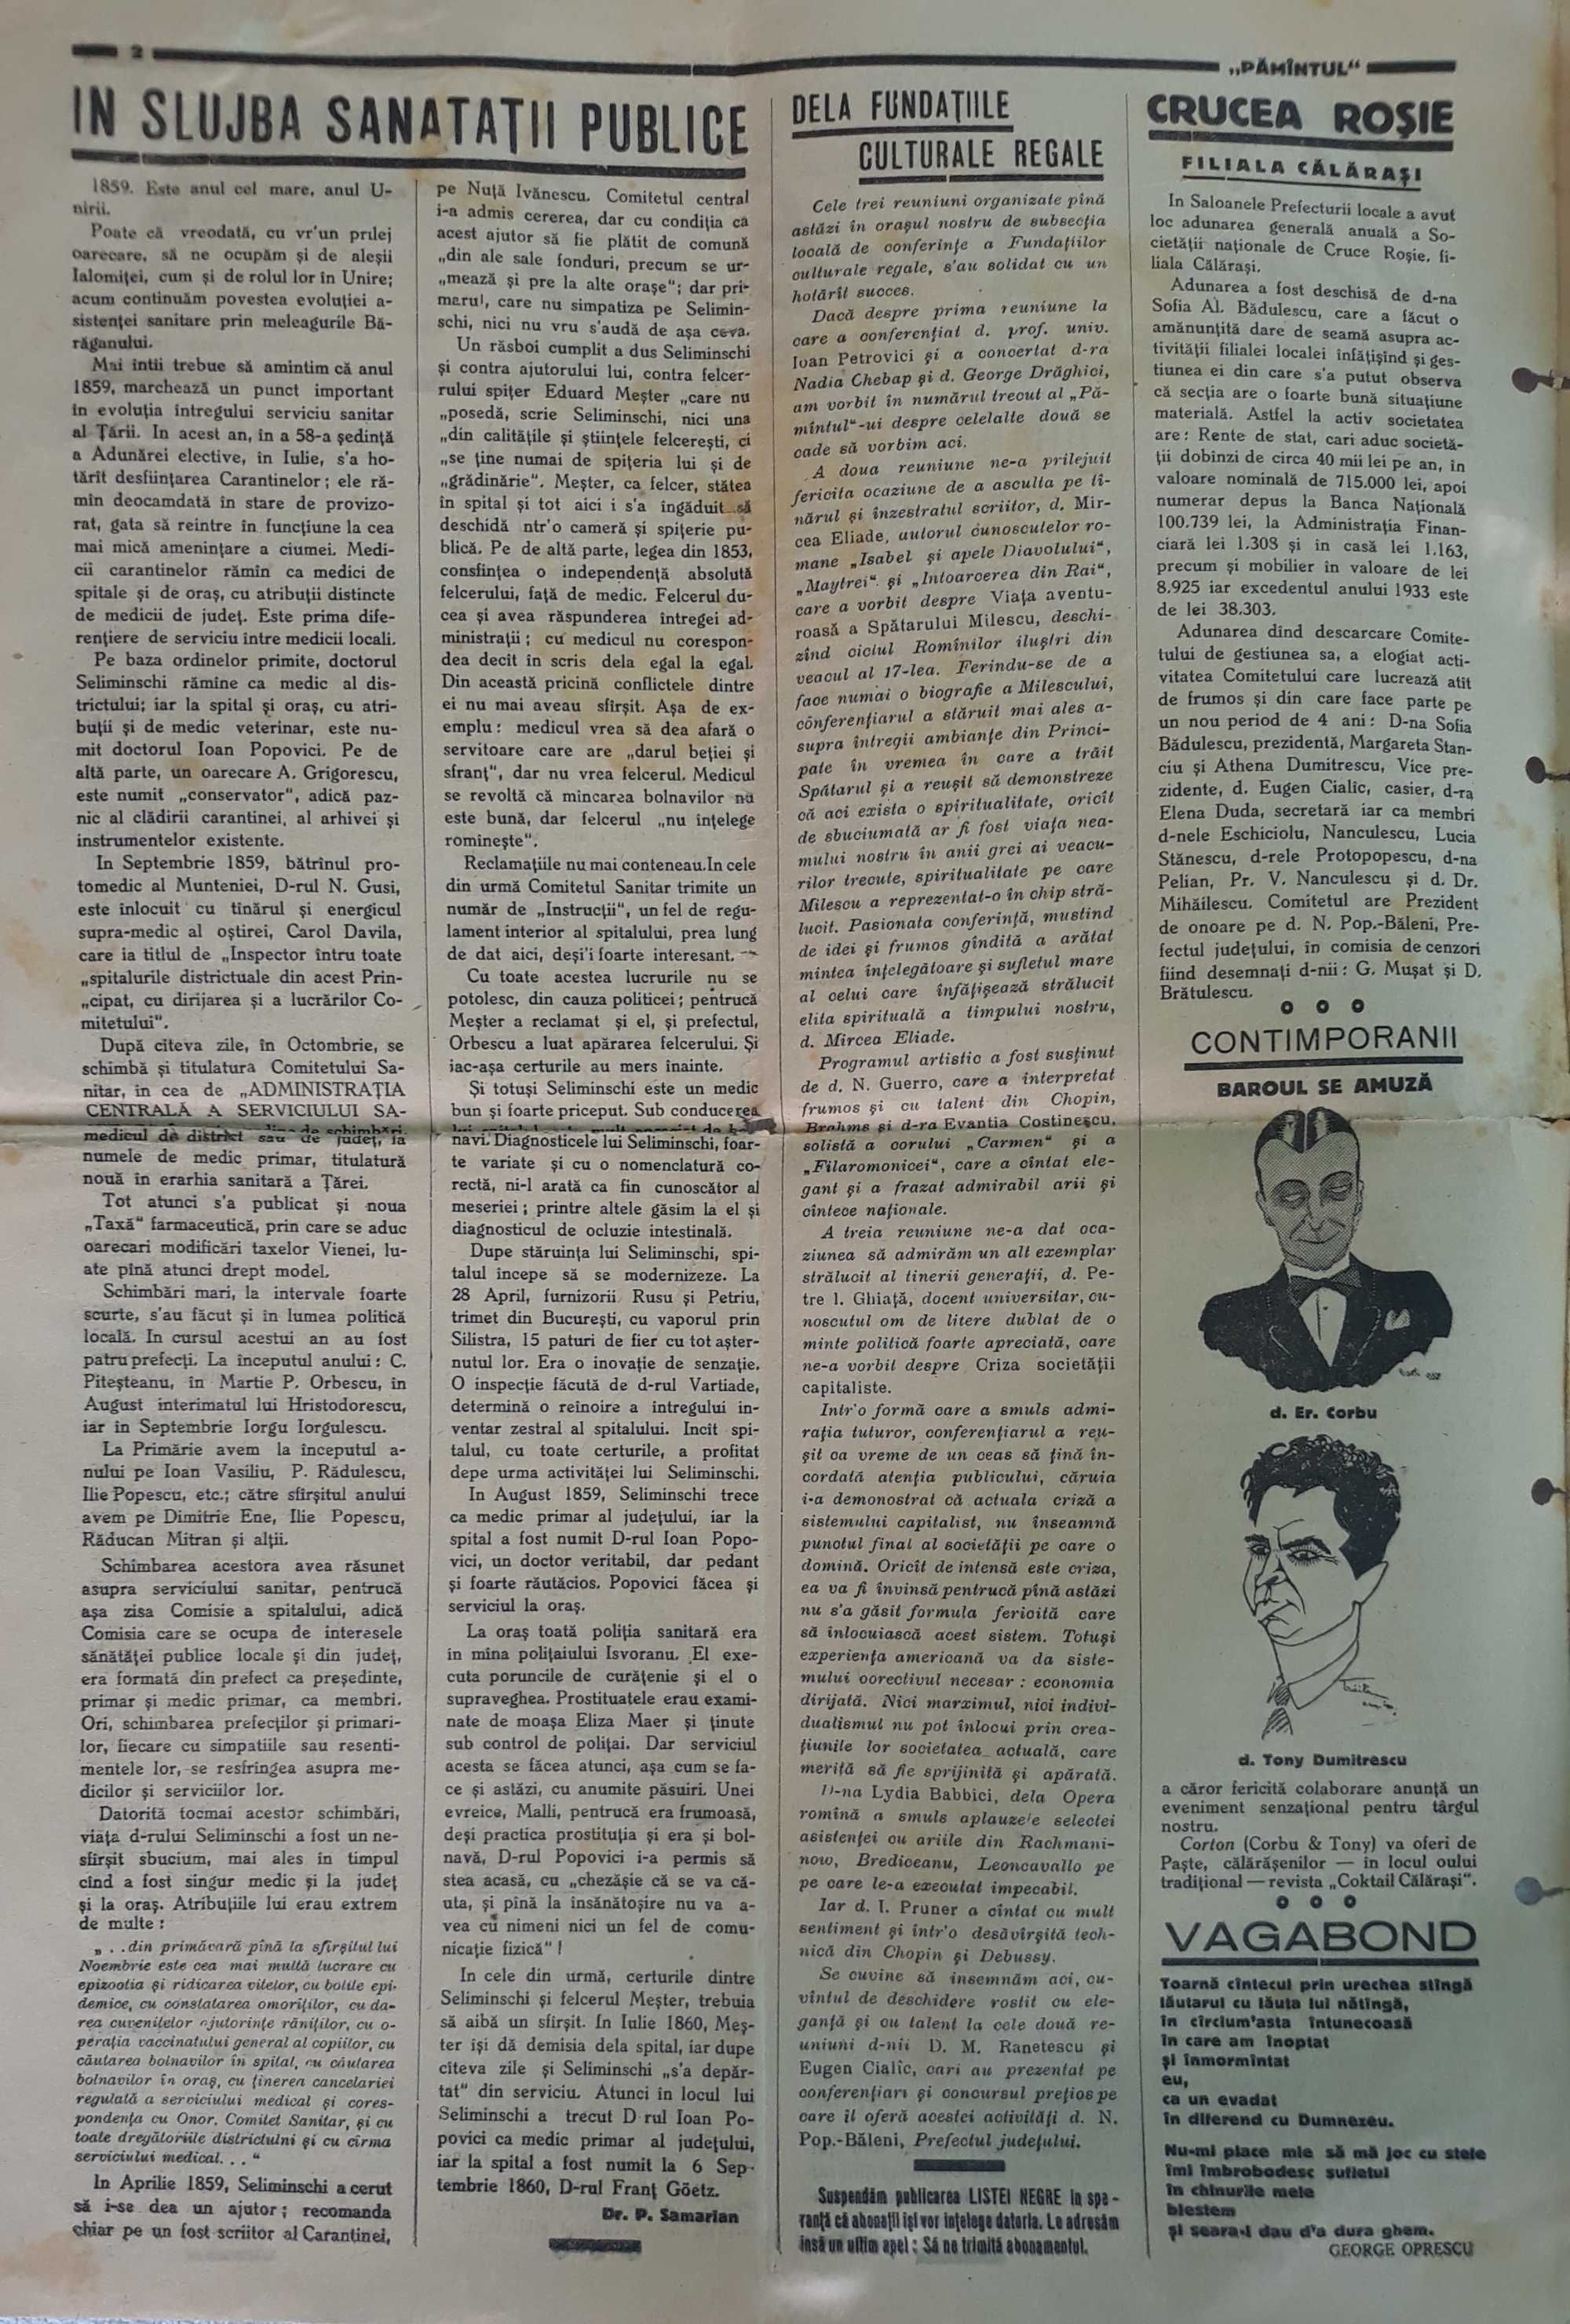 2
„PĂMÎNTUL“
IN SLUJBA SANATAȚII PUBLICE
1859. Este anul cel mare, anul U-
nirii.
Poate că vreodată, cu vr'un prilej
oarecare, să ne ocupăm și de aleșii
Ialomiței, cum și de rolul lor în Unire;
acum continuăm povestea evoluției a-
sistenței sanitare prin meleagurile Bă-
răganului.
Mai întîi trebue să amintim că anul
1859, marchează un punct important
în evoluția întregului serviciu sanitar
al Țării. In acest an, în a 58-a ședință
a Adunărei elective, în Iulie, s'a ho-
tărît desființarea Carantinelor; ele ră-
mîn deocamdată în stare de provizo-
rat, gata să reintre în funcțiune la cea
mai mică amenințare a ciumei. Medi-
cii carantinelor rămîn ca medici de
spitale și de oraș, cu atribuții distincte
de medicii de județ. Este prima dife-
rențiere de serviciu între medicii locali.
Pe baza ordinelor primite, doctorul
Seliminschi rămîne ca medic al dis-
trictului; iar la spital și oraș, cu atri-
buții și de medic veterinar, este nu-
mit doctorul Ioan Popovici. Pe de
altă parte, un oarecare A. Grigorescu,
este numit „conservator“, adică paz-
nic al clădirii carantinei, al arhivei și
instrumentelor existente.
In Septembrie 1859, bătrînul pro-
tomedic al Munteniei, D-rul N. Gusi,
este înlocuit cu tînărul și energicul
supra-medic al oștirei, Carol Davila,
care ia titlul de „Inspector întru toate
„spitalurile districtuale din acest Prin-
„cipat, cu dirijarea și a lucrărilor Co-
mitetului“.
După cîteva zile, în Octombrie, se
schimbă și titulatura Comitetului Sa-
nitar, în cea de „ADMINISTRAȚIA
CENTRALĂ A SERVICIULUI SA-
medicul de district sau de județ, ia
numele de medic primar, titulatură
nouă în erarhia sanitară a Țărei.
Tot atunci s'a publicat și noua
„Taxă“ farmaceutică, prin care se aduc
oarecari modificări taxelor Vienei, lu-
ate pînă atunci drept model.
Schimbări mari, la intervale foarte
scurte, s'au făcut și în lumea politică
locală. In cursul acestui an au fost
patru prefecți. La începutul anului: C.
Piteșteanu, în Martie P. Orbescu, în
August interimatul lui Hristodorescu,
iar în Septembrie Iorgu Iorgulescu.
La Primărie avem la începutul a-
nului pe Ioan Vasiliu, P. Rădulescu,
Ilie Popescu, etc.; către sfîrșitul anului
avem pe Dimitrie Ene, Ilie Popescu,
Răducan Mitran și alții.
Schimbarea acestora avea răsunet
asupra serviciului sanitar, pentrucă
așa zisa Comisie a spitalului, adică
Comisia care se ocupa de interesele
sănătăței publice locale și din județ,
era formată din prefect ca președinte,
primar și medic primar, ca membri.
Ori, schimbarea prefecților și primari-
lor, fiecare cu simpatiile sau resenti-
mentele lor, se resfrîngea asupra me-
dicilor și serviciilor lor.
Datorită tocmai acestor schimbări,
viața d-rului Seliminschi a fost un ne-
sfîrșit sbucium, mai ales în timpul
cînd a fost singur medic și la județ
și la oraș. Atribuțiile lui erau extrem
de multe:
„ . . din primăvară pînă la sfîrșitul lui
Noembrie este cea mai multă lucrare cu
epizootia și ridicarea vitelor, cu bolile epi-
demice, cu constatarea omorîților, cu da-
rea cuvenitelor ajutorințe răniților, cu o-
perația vaccinatului general al copiilor, cu
căutarea bolnavilor în spital, cu căutarea
bolnavilor în oraș, cu ținerea cancelariei
regulată a serviciului medical și cores-
pondența cu Onor. Comitet Sanitar, și cu
toate dregătoriile districtului și cu cîrma
serviciului medical. . . “
In Aprilie 1859, Seliminschi a cerut
să i-se dea un ajutor; recomanda
chiar pe un fost scriitor al Carantinei,
pe Nuță Ivănescu. Comitetul central
i-a admis cererea, dar cu condiția că
acest ajutor să fie plătit de comună
„din ale sale fonduri, precum se ur-
„mează și pre la alte orașe“; dar pri-
marul, care nu simpatiza pe Selimin-
schi, nici nu vru s'audă de așa ceva.
Un răsboi cumplit a dus Seliminschi
și contra ajutorului lui, contra felcer-
rului spițer Eduard Meșter „care nu
„posedă, scrie Seliminschi, nici una
„din calitățile și științele felcerești, ci
„se ține numai de spițeria lui și de
„grădinărie“. Meșter, ca felcer, stătea
în spital și tot aici i s'a îngăduit să
deschidă ntr'o cameră și spițerie pu-
blică. Pe de altă parte, legea din 1853,
consfințea o independență absolută
felcerului, față de medic. Felcerul du-
cea și avea răspunderea întregei ad-
ministrații; cu medicul nu corespon-
dea decît în scris dela egal la egal.
Din această pricină conflictele dintre
ei nu mai aveau sfîrșit. Așa de ex-
emplu: medicul vrea să dea afară o
servitoare care are „darul beției și
sfranț“, dar nu vrea felcerul. Medicul
se revoltă că mîncarea bolnavilor nu
este bună, dar felcerul „nu înțelege
romînește“.
Reclamațiile nu mai conteneau. In cele
din urmă Comitetul Sanitar trimite un
număr de „Instrucții“, un fel de regu-
lament interior al spitalului, prea lung
de dat aici, deși'i foarte interesant.
Cu toate acestea lucrurile nu se
potolesc, din cauza politicei; pentrucă
Meșter a reclamat și el, și prefectul,
Orbescu a luat apărarea felcerului. Și
iac-așa certurile au mers înainte.
Și totuși Seliminschi este un medic
bun și foarte priceput. Sub conducerea
navi. Diagnosticele lui Seliminschi, foar-
te variate și cu o nomenclatură co-
rectă, ni-l arată ca fin cunoscător al
meseriei; printre altele găsim la el și
diagnosticul de ocluzie intestinală.
Dupe stăruința lui Seliminschi, spi-
talul începe să se modernizeze. La
28 April, furnizorii Rusu și Petriu,
trimet din București, cu vaporul prin
Silistra, 15 paturi de fier cu tot așter-
nutul lor. Era o inovație de senzație.
O inspecție făcută de d-rul Vartiade,
determină o reînoire a întregului in-
ventar zestral al spitalului. Incît spi-
talul, cu toate certurile, a profitat
depe urma activităței lui Seliminschi.
In August 1859, Seliminschi trece
ca medic primar al județului, iar la
spital a fost numit D-rul Ioan Popo-
vici, un doctor veritabil, dar pedant
și foarte răutăcios. Popovici făcea și
serviciul la oraș.
La oraș toată poliția sanitară era
în mîna polițaiului Isvoranu. El exe-
cuta poruncile de curățenie și el o
supraveghea. Prostituatele erau exami-
nate de moașa Eliza Maer și ținute
sub control de polițai. Dar serviciul
acesta se făcea atunci, așa cum se fa-
ce și astăzi, cu anumite păsuiri. Unei
evreice, Malli, pentrucă era frumoasă,
deși practica prostituția și era și bol-
navă, D-rul Popovici i-a permis să
stea acasă, cu „chezășie că se va că-
uta, și pînă la însănătoșire nu va a-
vea cu nimeni nici un fel de comu-
nicație fizică“!
In cele din urmă, certurile dintre
Seliminschi și felcerul Meșter, trebuia
să aibă un sfîrșit. In Iulie 1860, Meș-
ter își dă demisia dela spital, iar dupe
cîteva zile și Seliminschi „s'a depăr-
tat“ din serviciu. Atunci în locul lui
Seliminschi a trecut D rul Ioan Po-
povici ca medic primar al județului,
iar la spital a fost numit la 6 Sep-
tembrie 1860, D-rul Franț Göetz.
Dr. P. Samarian
DELA FUNDAȚIILE
CULTURALE REGALE
Cele trei reuniuni organizate pînă
astăzi în orașul nostru de subsecția
locală de conferințe a Fundațiilor
culturale regale, s'au solidat cu un
hotărît succes.
Dacă despre prima reuniune la
care a conferențiat d. prof. univ.
Ioan Petrovici și a concertat d-ra
Nadia Chebap și d. George Drăghici,
am vorbit în numărul trecut al „Pă-
mîntul“-ui despre celelalte două se
cade să vorbim aci.
A doua reuniune ne-a prilejuit
fericita ocaziune de a asculta pe tî-
nărul și înzestratul scriitor, d. Mir-
cea Eliade, autorul cunoscutelor ro-
mane „Isabel și apele Diavolului“,
„Maytrei“ și „Intoarcerea din Rai“,
care a vorbit despre Viața aventu-
roasă a Spătarului Milescu, deschi-
zînd ciclul Romînilor iluștri din
veacul al 17-lea. Ferindu-se de a
face numai o biografie a Milescului,
conferențiarul a stăruit mai ales a-
supra întregii ambianțe din Princi-
pate în vremea în care a trăit
Spătarul și a reușit să demonstreze
că aci exista o spiritualitate, oricît
de sbuciumată ar fi fost viața nea-
mului nostru în anii grei ai veacu-
rilor trecute, spiritualitate pe care
Milescu a reprezentat-o în chip stră-
lucit. Pasionata conferință, mustind
de idei și frumos gîndită a arătat
mintea înțelegătoare și sufletul mare
al celui care înfățișează strălucit
elita spirituală a timpului nostru,
d. Mircea Eliade.
Programul artistic a fost susținut
de d. N. Guerro, care a interpretat
frumos și cu talent din Chopin,
Brahms și d-ra Evantia Costinescu,
solistă a corului „Carmen“ și a
„Filaromonicei“, care a cîntat ele-
gant și a frazat admirabil arii și
cîntece naționale.
A treia reuniune ne-a dat oca-
ziunea să admirăm un alt exemplar
strălucit al tinerii generații, d. Pe-
tre I. Ghiață, docent universitar, cu-
noscutul om de litere dublat de o
minte politică foarte apreciată, care
ne-a vorbit despre Criza societății
capitaliste.
Intr'o formă care a smuls admi-
rația tuturor, conferențiarul a reu-
șit ca vreme de un ceas să țină în-
cordată atenția publicului, căruia
i-a demonostrat că actuala criză a
sistemului capitalist, nu înseamnă
punctul final al societății pe care o
domină. Oricît de intensă este criza,
ea va fi învinsă pentrucă pînă astăzi
nu s'a găsit formula fericită care
să înlocuiască acest sistem. Totuși
experiența americană va da siste-
mului corectivul necesar: economia
dirijată. Nici marximul, nici indivi-
dualismul nu pot înlocui prin crea-
țiunile lor societatea actuală, care
merită să fie sprijinită și apărată.
D-na Lydia Babbici, dela Opera
romînă a smuls aplauzele selectei
asistenței cu ariile din Rachmani-
now, Brediceanu, Leoncavallo pe
pe care le-a executat impecabil.
Iar d. I. Pruner a cîntat cu mult
sentiment și într'o desăvîrșită tech-
nică din Chopin și Debussy.
Se cuvine să însemnăm aci, cu-
vîntul de deschidere rostit cu ele-
ganță și cu talent la cele două re-
uniuni d-nii D. M. Ranetescu și
Eugen Cialîc, cari au prezentat pe
conferențiari și concursul prețios pe
care îl oferă acestei activități d. N.
Pop.-Băleni, Prefectul județului.
Suspendăm publicarea LISTEI NEGRE în spe-
ranță că abonații își vor înțelege datoria. Le adresăm
însă un ultim apel: Să ne trimită abonamentul.
CRUCEA ROȘIE
FILIALA CĂLĂRAȘI
In Saloanele Prefecturii locale a avut
loc adunarea generală anuală a So-
cietății naționale de Cruce Roșie, fi-
liala Călărași.
Adunarea a fost deschisă de d-na
Sofia Al. Bădulescu, care a făcut o
amănunțită dare de seamă asupra ac-
tivității filialei localei înfățișînd și ges-
tiunea ei din care s'a putut observa
că secția are o foarte bună situațiune
materială. Astfel la activ societatea
are: Rente de stat, cari aduc societă-
ții dobînzi de circa 40 mii lei pe an, în
valoare nominală de 715.000 lei, apoi
numerar depus la Banca Națională
100.739 lei, la Administrația Finan-
ciară lei 1.308 și în casă lei 1.163,
precum și mobilier în valoare de lei
8.925 iar excedentul anului 1933 este
de lei 38.303.
Adunarea dînd descarcare Comite-
tului de gestiunea sa, a elogiat acti-
vitatea Comitetului care lucrează atît
de frumos și din care face parte pe
un nou period de 4 ani: D-na Sofia
Bădulescu, prezidentă, Margareta Stan-
ciu și Athena Dumitrescu, Vice pre-
zidente, d. Eugen Cialic, casier, d-ra
Elena Duda, secretară iar ca membri
d-nele Eschiciolu, Nanculescu, Lucia
Stănescu, d-rele Protopopescu, d-na
Pelian, Pr. V. Nanculescu și d. Dr.
Mihăilescu. Comitetul are Prezident
de onoare pe d. N. Pop.-Băleni, Pre-
fectul județului, în comisia de cenzori
fiind desemnați d-nii: G. Mușat și D.
Brătulescu.
CONTIMPORANII
BAROUL SE AMUZĂ
d. Er. Corbu
d. Tony Dumitrescu
a căror fericită colaborare anunță un
eveniment senzațional pentru târgul
nostru.
Corton (Corbu & Tony) va oferi de
Paște, călărășenilor — în locul oului
tradițional — revista „Coktail Călărași“.
VAGABOND
Toarnă cîntecul prin urechea stîngă
lăutarul cu lăuta lui nătîngă,
în cîrcium'asta întunecoasă
în care am înoptat
și înmormîntat
eu,
ca un evadat
în diferend cu Dumnezeu.
Nu-mi place mie să mă joc cu stele
îmi îmbrobodesc sufletul
în chinurile mele
blestem
și seara-l dau d'a dura ghem.
GEORGE OPRESCU